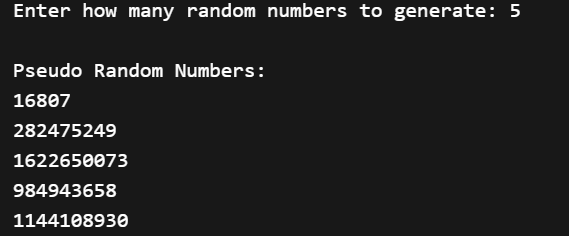 Enter how many random numbers to generate: 5
Pseudo Random Numbers:
16807
282475249
1622650073
984943658
1144108930